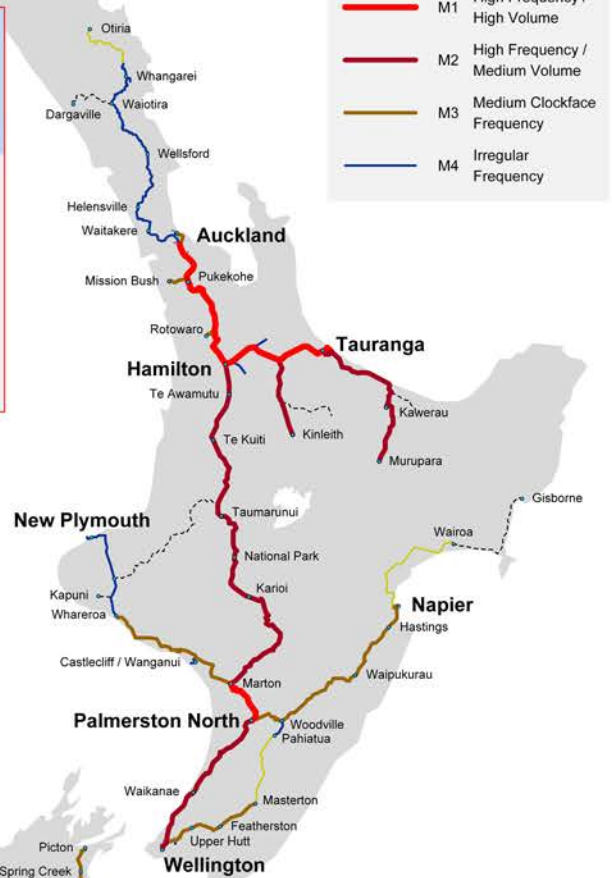 High Frequency /
M1
High Volume
M2
High Frequency /
Medium Volume
M3
Medium Clockface
Frequency
M4
Irregular
Frequency
Otiria
Whangarei
Dargaville
Waiotira
Wellsford
Helensville
Waitakere
Auckland
Mission Bush
Pukekohe
Rotowaro
Tauranga
Hamilton
Te Awamutu
Kawerau
Kinleith
Te Kuiti
Murupara
Gisborne
Taumarunui
New Plymouth
Wairoa
National Park
Kapuni
Karioi
Napier
Whareroa
Hastings
Castlecliff / Wanganui
Waipukurau
Marton
Palmerston North
Woodville
Pahiatua
Waikanae
Masterton
Featherston
Upper Hutt
Picton
Wellington
Spring Creek